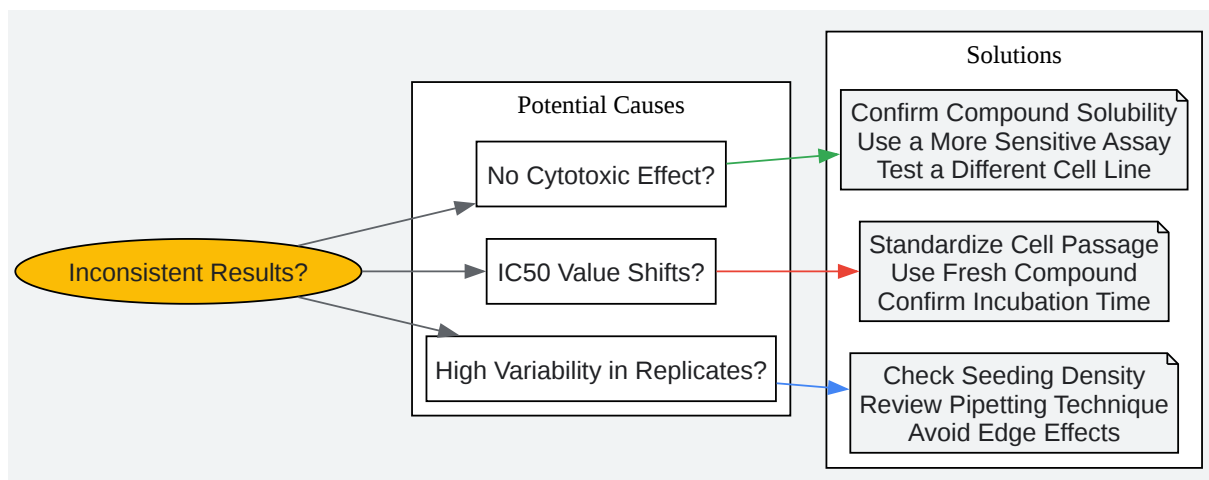 Inconsistent Results?
Potential Causes
No Cytotoxic Effect?
IC50 Value Shifts?
High Variability in Replicates?
Solutions
Confirm Compound Solubility
Use a More Sensitive Assay
Test a Different Cell Line
Standardize Cell Passage
Use Fresh Compound
Confirm Incubation Time
Check Seeding Density
Review Pipetting Technique
Avoid Edge Effects